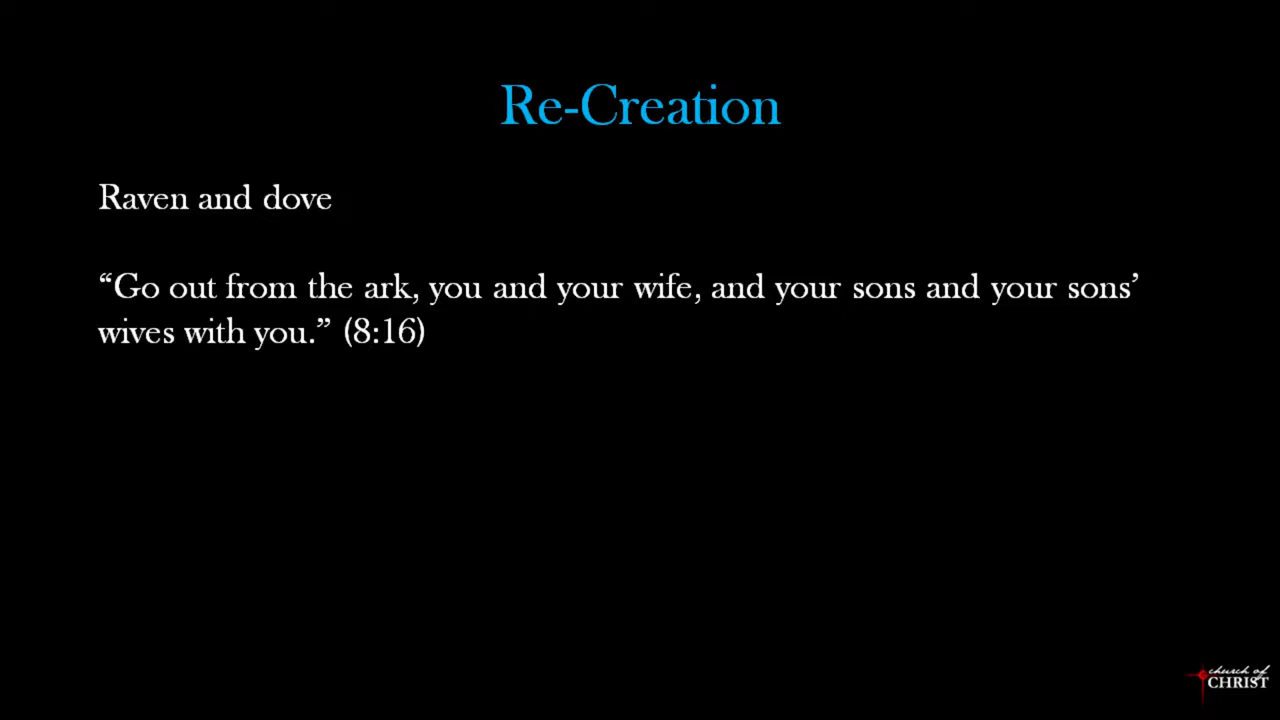 Re-Creation
Raven and dove
“Go out from the ark, you and your wife, and your sons and your sons’
wives with you.” (8:16)
church of
CHRIST